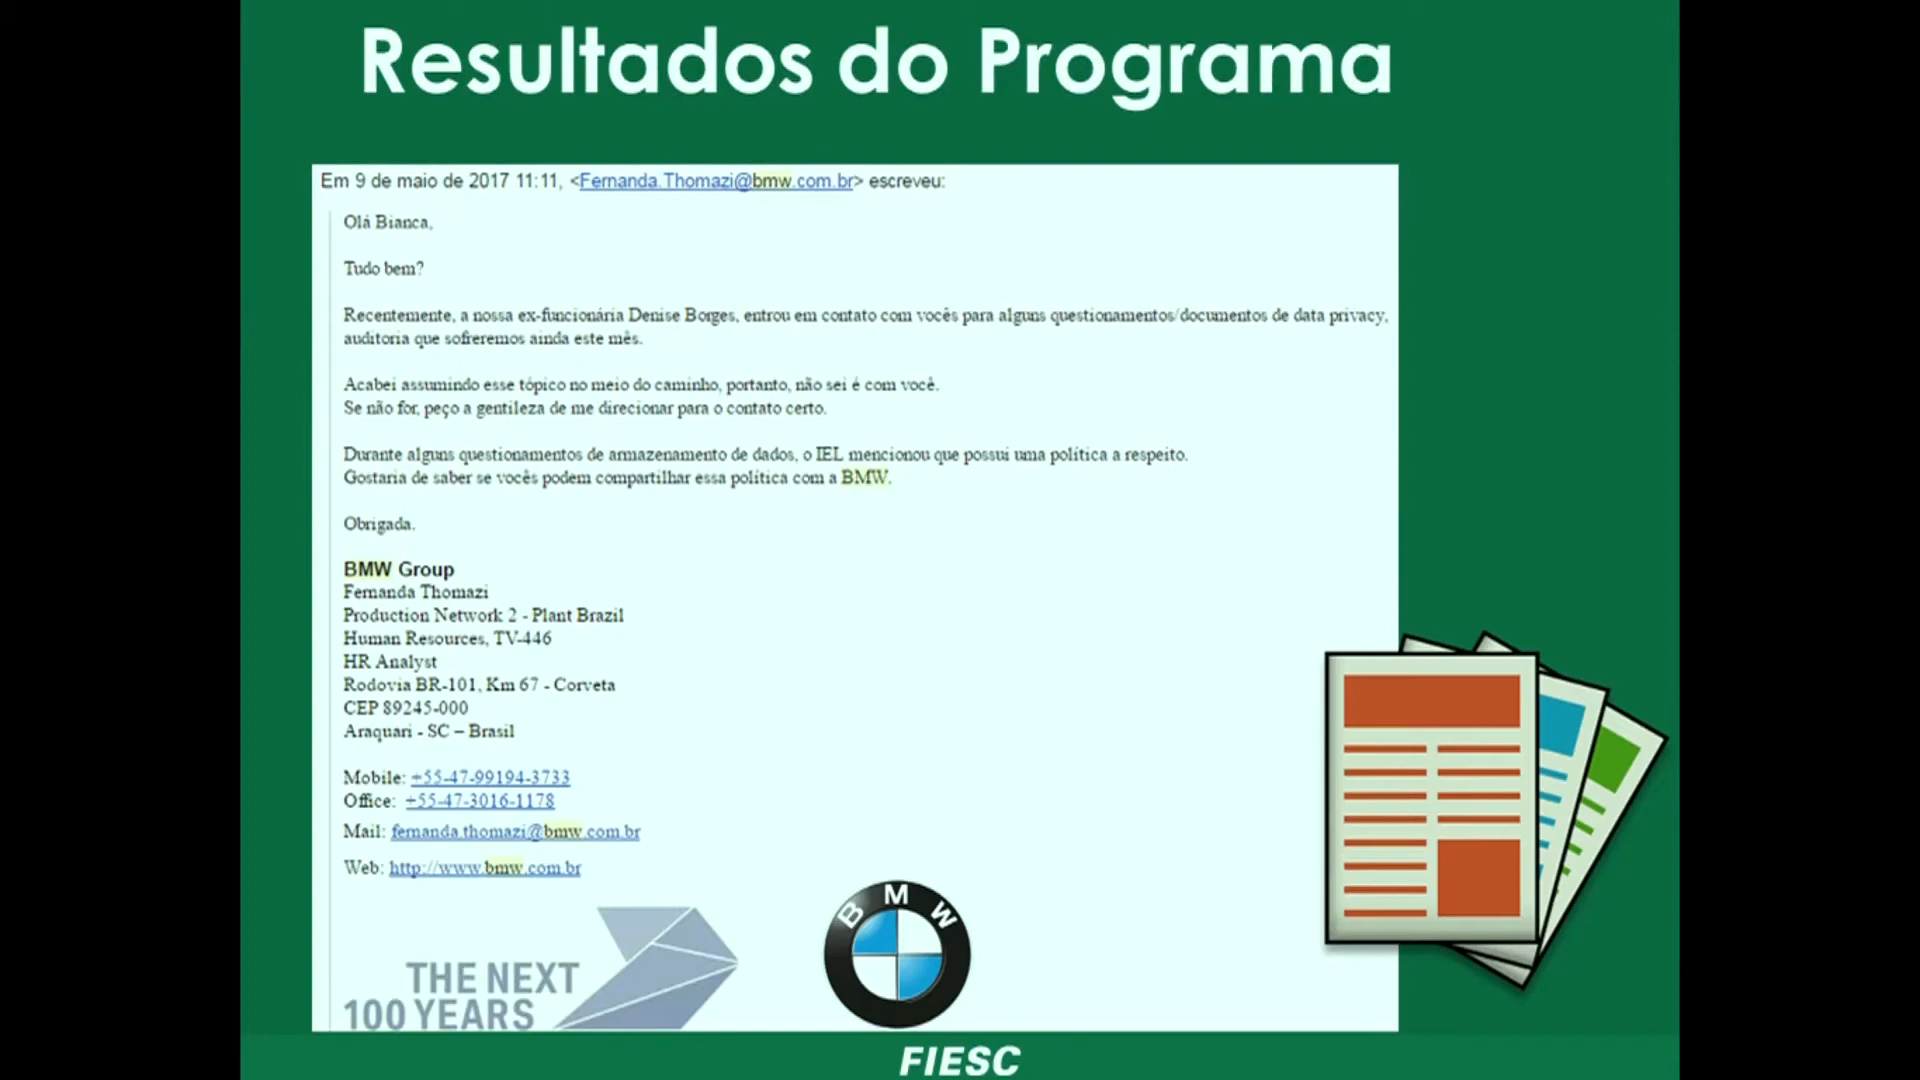 Resultados do Programa
Em 9 de maio de 2017 11:11, <Fernanda.Thomazi@bmw.com.br> escreveu:
Olá Bianca,
Tudo bem?
Recentemente, a nossa ex-funcionária Denise Borges, entrou em contato com vocês para alguns questionamentos/documentos de data privacy,
auditoria que sofreremos ainda este mês.
Acabei assumindo esse tópico no meio do caminho, portanto, não sei é com você.
Se não for, peço a gentileza de me direcionar para o contato certo.
Durante alguns questionamentos de armazenamento de dados, o IEL mencionou que possui uma política a respeito.
Gostaria de saber se vocês podem compartilhar essa política com a BMW.
Obrigada.
BMW Group
Fernanda Thomazi
Production Network 2 - Plant Brazil
Human Resources, TV-446
HR Analyst
Rodovia BR-101, Km 67 - Corveta
CEP 89245-000
Araquari - SC – Brasil
Mobile: +55-47-99194-3733
Office: +55-47-3016-1178
Mail: fernanda.thomazi@bmw.com.br
Web: http://www.bmw.com.br
THE NEXT
100 YEARS
BMW
FIESC